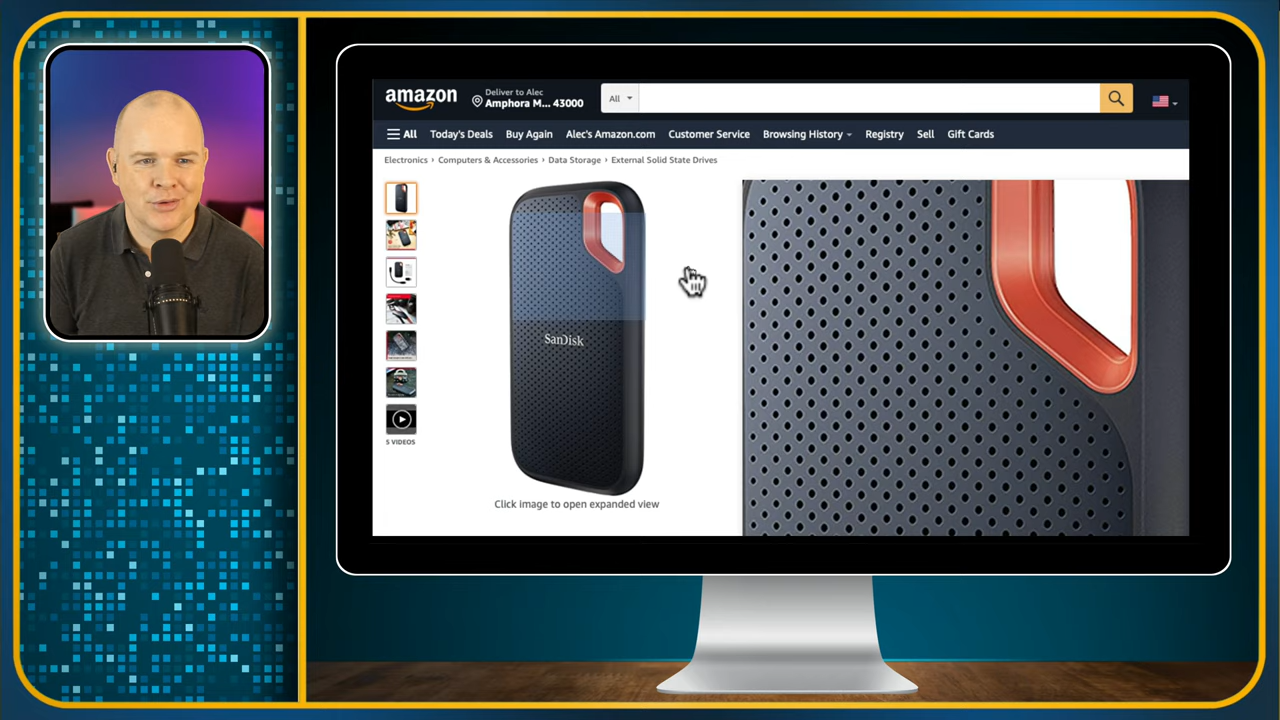 amazon
Deliver to Alec
Amphora M... 43000
All
All Today's Deals Buy Again Alec's Amazon.com Customer Service Browsing History Registry Sell Gift Cards
Electronics › Computers & Accessories › Data Storage › External Solid State Drives
SanDisk
5 VIDEOS
Click image to open expanded view